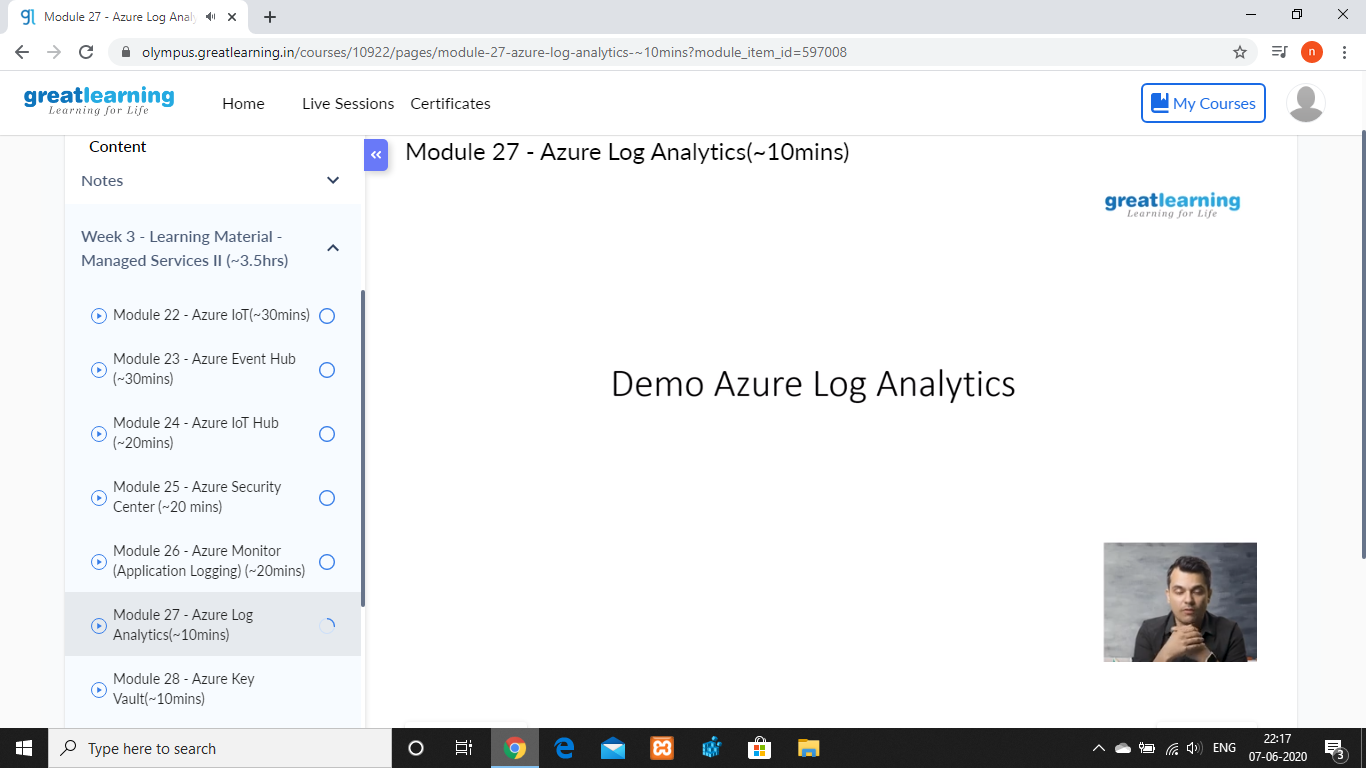 Module 27 - Azure Log Analy
olympus.greatlearning.in/courses/10922/pages/module-27-azure-log-analytics-~10mins?module_item_id=597008
n
greatlearning
Learning for Life
Home
Live Sessions
Certificates
My Courses
Content
Notes
Week 3 - Learning Material -
Managed Services II (~3.5hrs)
Module 22 - Azure IoT(~30mins)
Module 23 - Azure Event Hub
(~30mins)
Module 24 - Azure IoT Hub
(~20mins)
Module 25 - Azure Security
Center (~20 mins)
Module 26 - Azure Monitor
(Application Logging) (~20mins)
Module 27 - Azure Log
Analytics(~10mins)
Module 28 - Azure Key
Vault(~10mins)
Module 27 - Azure Log Analytics(~10mins)
greatlearning
Learning for Life
Demo Azure Log Analytics
Type here to search
ENG
22:17
07-06-2020
3